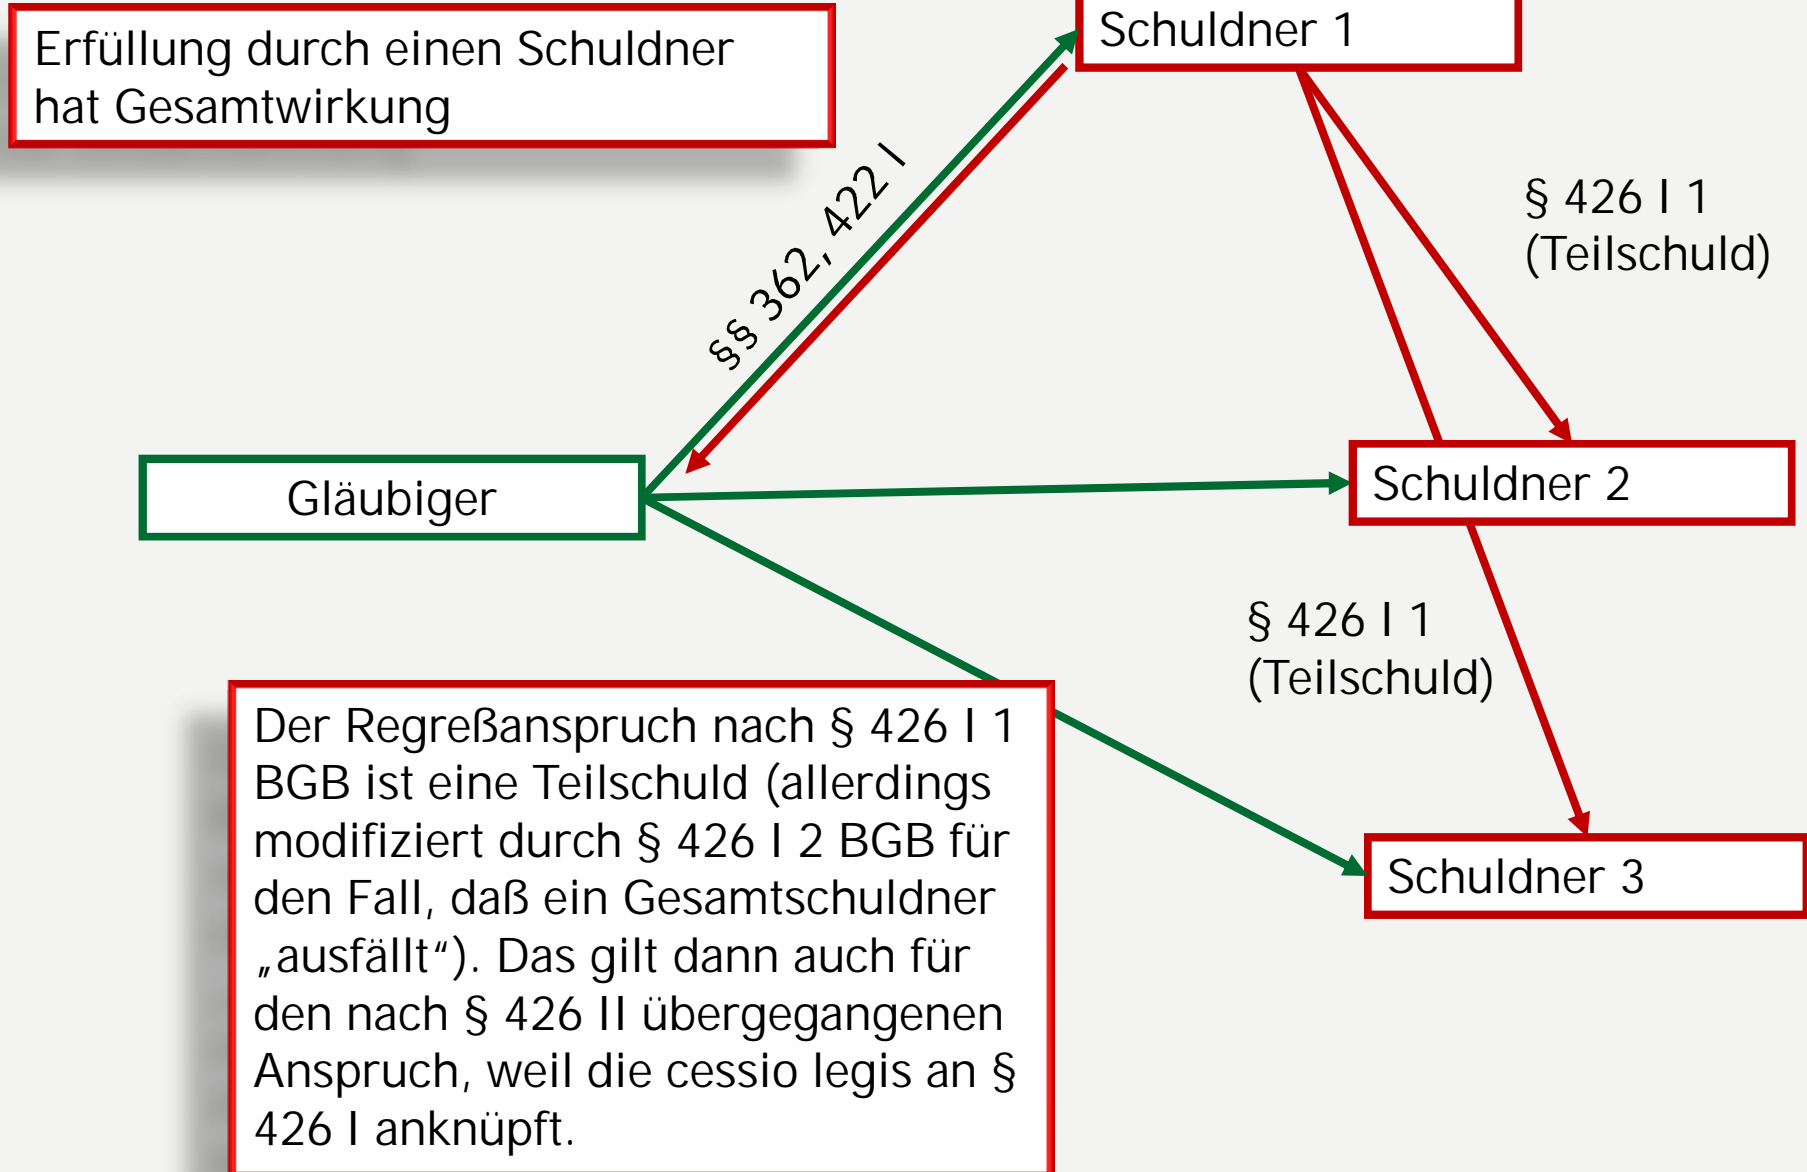 Erfüllung durch einen Schuldner
hat Gesamtwirkung
Schuldner 1
§§ 362, 422 I
§ 426 I 1
(Teilschuld)
Gläubiger
Schuldner 2
§ 426 I 1
(Teilschuld)
Der Regreßanspruch nach § 426 I 1
BGB ist eine Teilschuld (allerdings
modifiziert durch § 426 I 2 BGB für
den Fall, daß ein Gesamtschuldner
„ausfällt“). Das gilt dann auch für
den nach § 426 II übergegangenen
Anspruch, weil die cessio legis an §
426 I anknüpft.
Schuldner 3